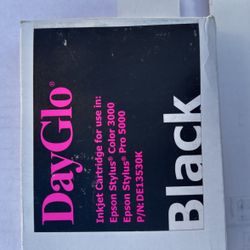 DayGlo®
Inkjet Cartridge for use in:
Epson Stylus® Color 3000
Epson Stylus® Pro 5000
P/N:DE13530K
Black